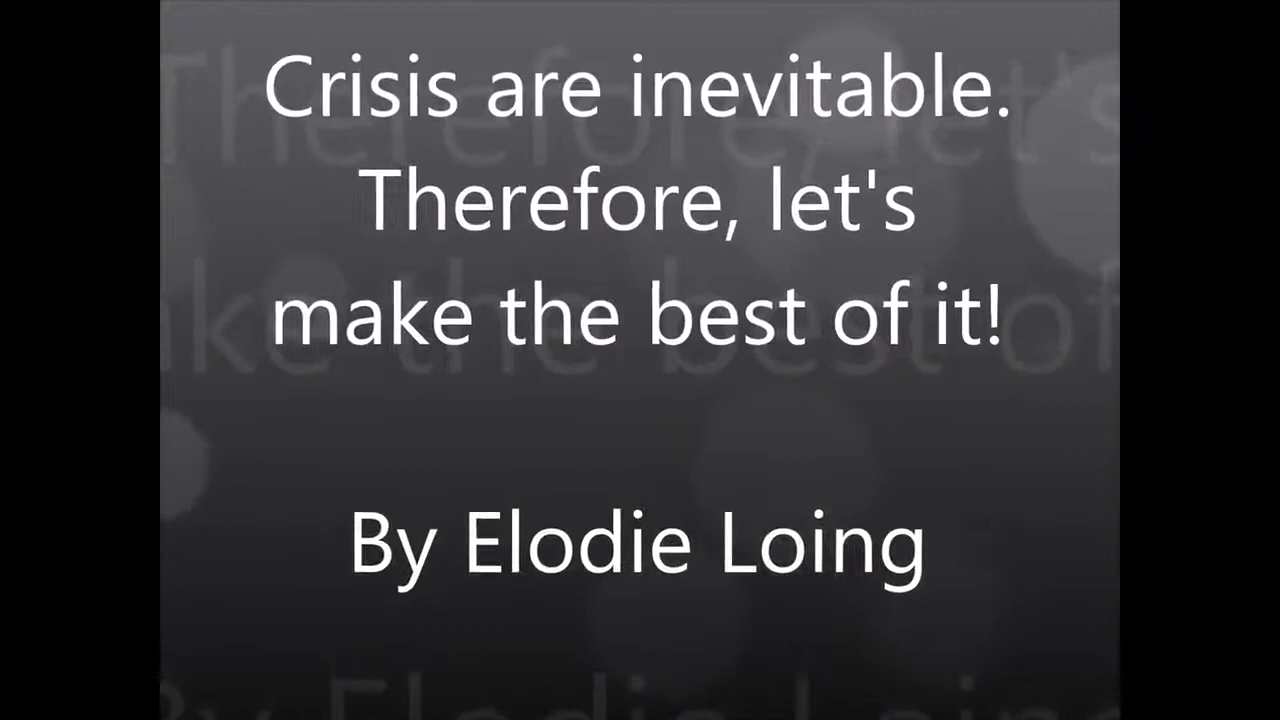 Crisis are inevitable.
Therefore, let's
make the best of it!
By Elodie Loing